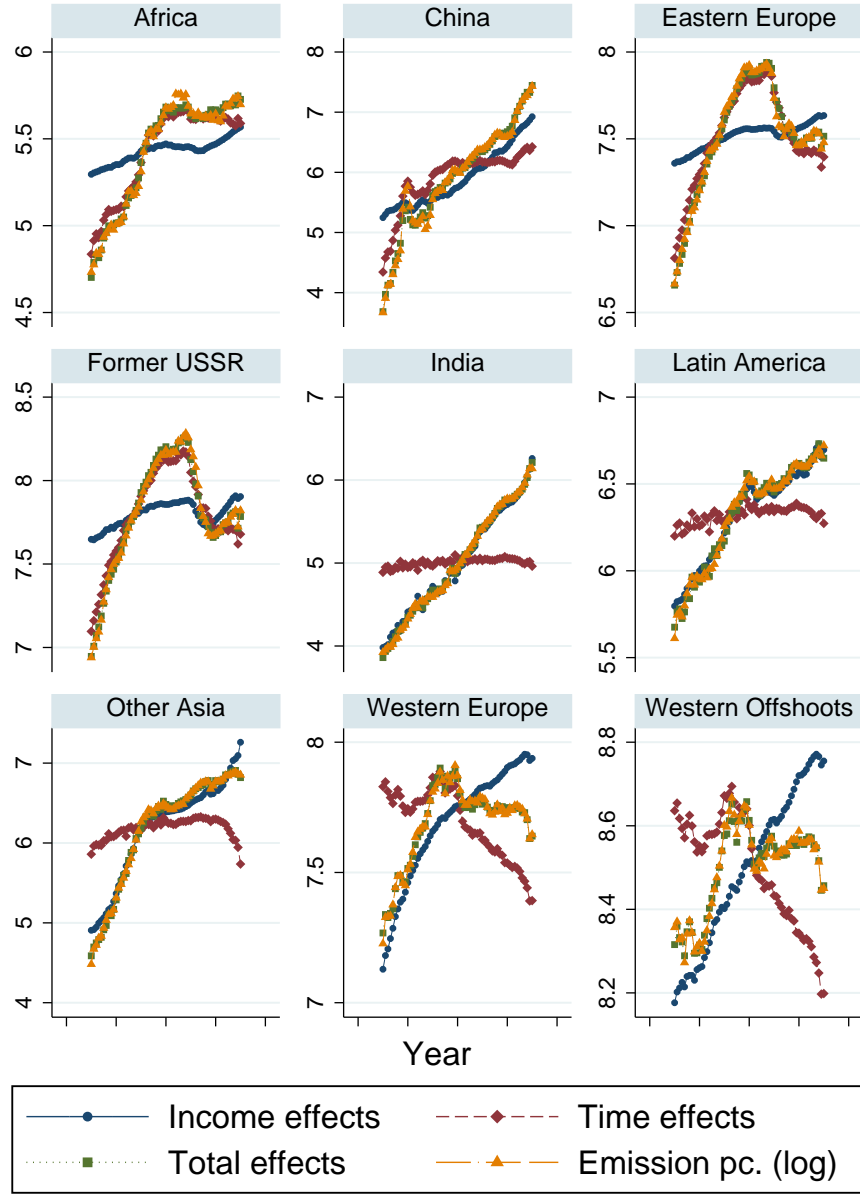 Africa
China
Eastern Europe
6
5.5
5
4.5
8
7
6
5
4
8
7.5
7
6.5
Former USSR
India
Latin America
8.5
8
7.5
7
7
6
5
4
7
6.5
6
5.5
Other Asia
Western Europe
Western Offshoots
7
6
5
4
8
7.5
7
8.8
8.6
8.4
8.2
Year
Income effects
Time effects
Total effects
Emission pc. (log)